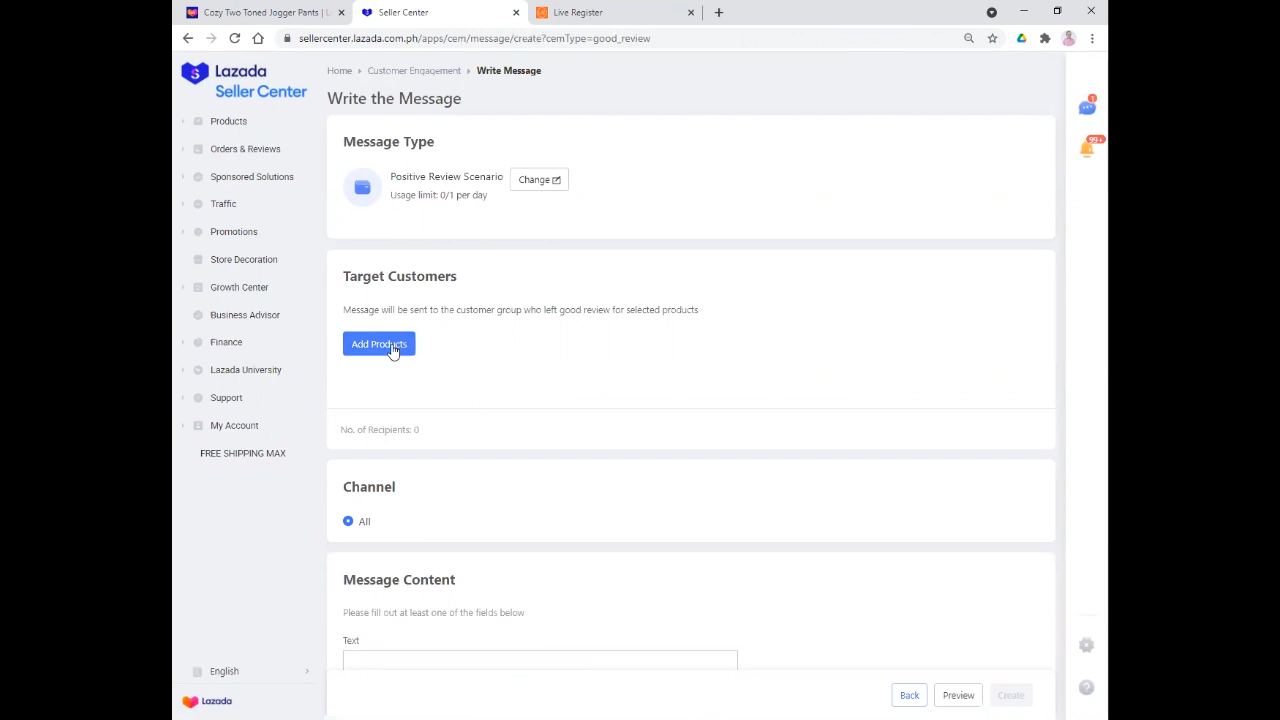 Cozy Two Toned Jogger Pants | L
Seller Center
Live Register
sellercenter.lazada.com.ph/apps/cem/message/create?cemType=good_review
Lazada
Seller Center
Home
Customer Engagement
Write Message
Write the Message
Products
Orders & Reviews
Sponsored Solutions
Traffic
Promotions
Store Decoration
Growth Center
Business Advisor
Finance
Lazada University
Support
My Account
FREE SHIPPING MAX
English
Lazada
Message Type
Positive Review Scenario
Change
Usage limit: 0/1 per day
Target Customers
Message will be sent to the customer group who left good review for selected products
Add Products
No. of Recipients: 0
Channel
All
Message Content
Please fill out at least one of the fields below
Text
Back
Preview
Create
99+